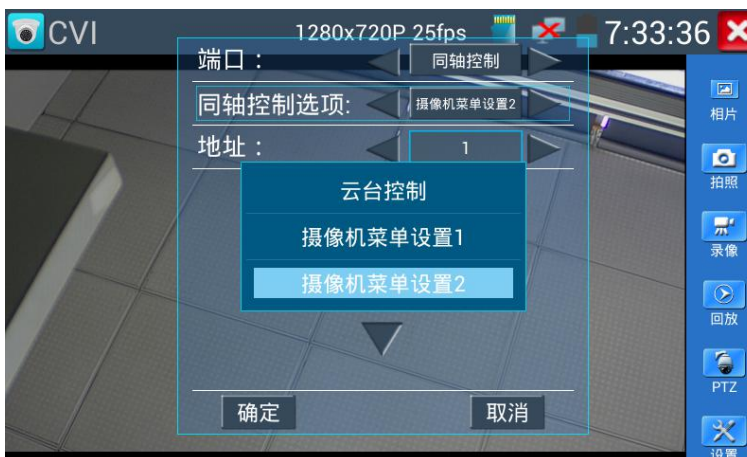 CVI 1280x720P 25fps 7:33:36
端口： 同轴控制
同轴控制选项: 摄像机菜单设置2
地址： 1
云台控制
摄像机菜单设置1
摄像机菜单设置2
确定 取消
相片
拍照
录像
回放
PTZ
设置